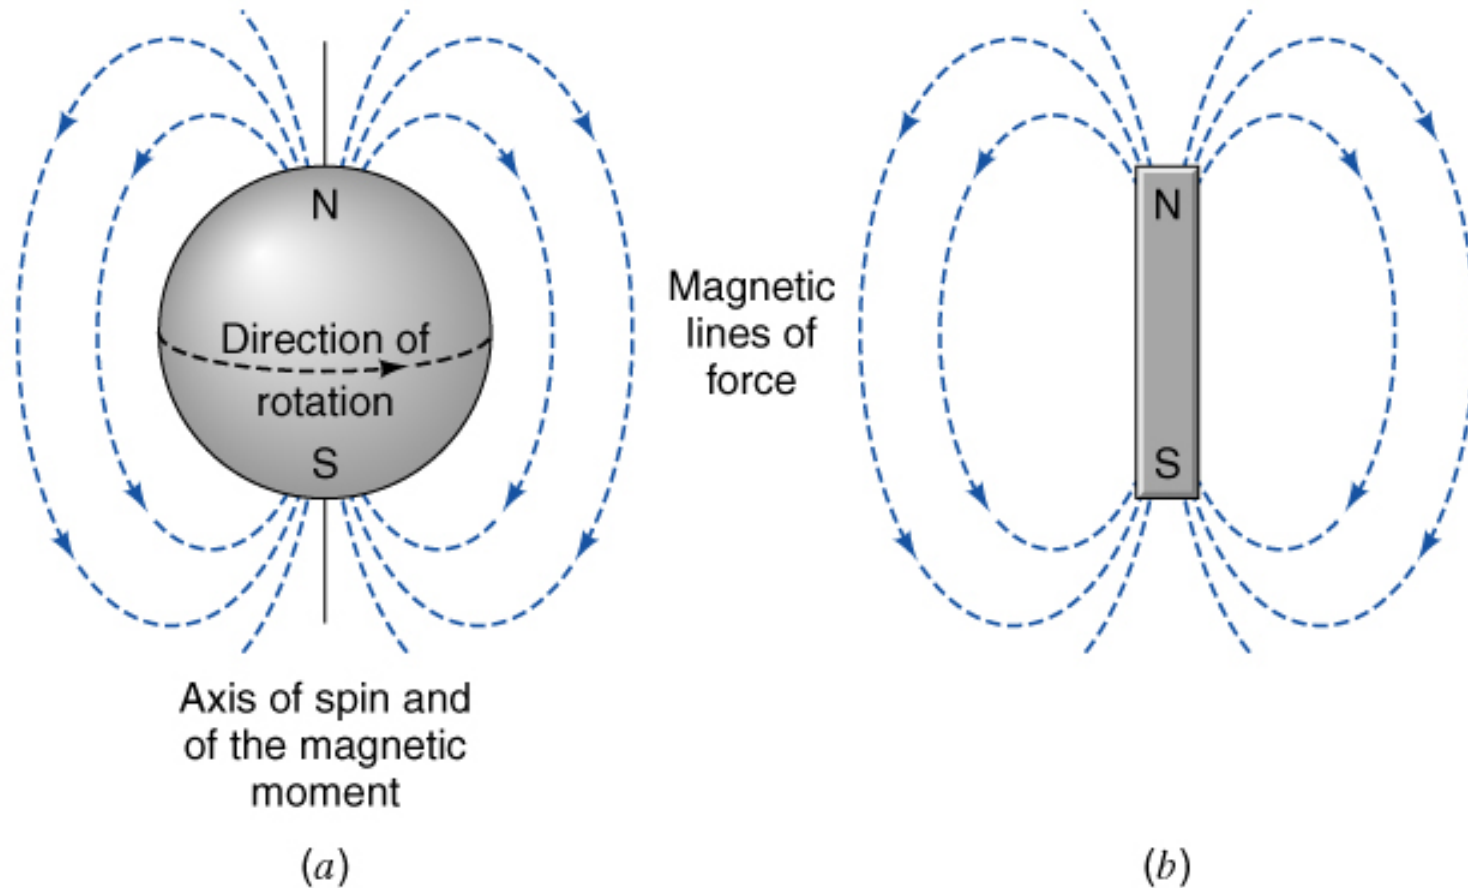 N
Direction of
rotation
S
Axis of spin and
of the magnetic
moment
(a)
Magnetic
lines of
force
N
S
(b)